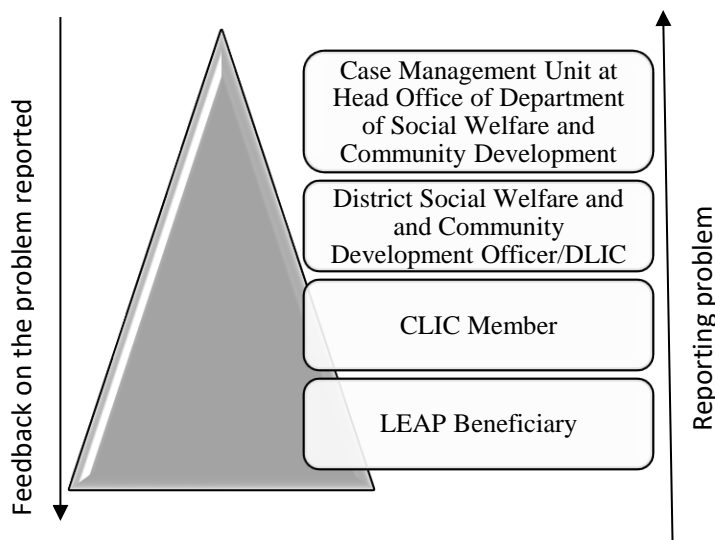 Feedback on the problem reported
Case Management Unit at
Head Office of Department
of Social Welfare and
Community Development
District Social Welfare and
and Community
Development Officer/DLIC
CLIC Member
LEAP Beneficiary
Reporting problem